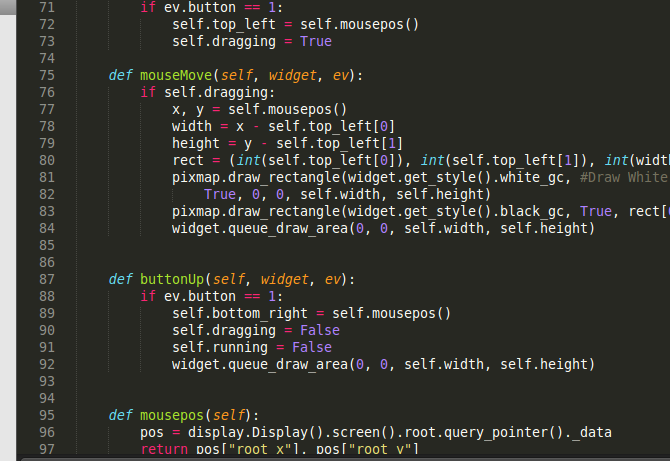 71 if ev.button == 1:
72 self.top_left = self.mousepos()
73 self.dragging = True
74
75 def mouseMove(self, widget, ev):
76 if self.dragging:
77 x, y = self.mousepos()
78 width = x - self.top_left[0]
79 height = y - self.top_left[1]
80 rect = (int(self.top_left[0]), int(self.top_left[1]), int(widt
81 pixmap.draw_rectangle(widget.get_style().white_gc, #Draw White
82 True, 0, 0, self.width, self.height)
83 pixmap.draw_rectangle(widget.get_style().black_gc, True, rect[
84 widget.queue_draw_area(0, 0, self.width, self.height)
85
86
87 def buttonUp(self, widget, ev):
88 if ev.button == 1:
89 self.bottom_right = self.mousepos()
90 self.dragging = False
91 self.running = False
92 widget.queue_draw_area(0, 0, self.width, self.height)
93
94
95 def mousepos(self):
96 pos = display.Display().screen().root.query_pointer()._data
97 return pos["root_x"], pos["root_y"]